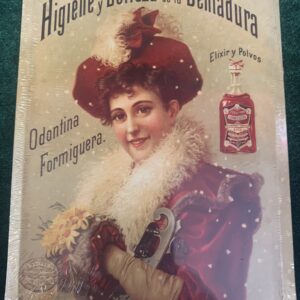 Higiene y Belleza de la Dentadura
Elixir y Polvos
Odontina
Formiguera.